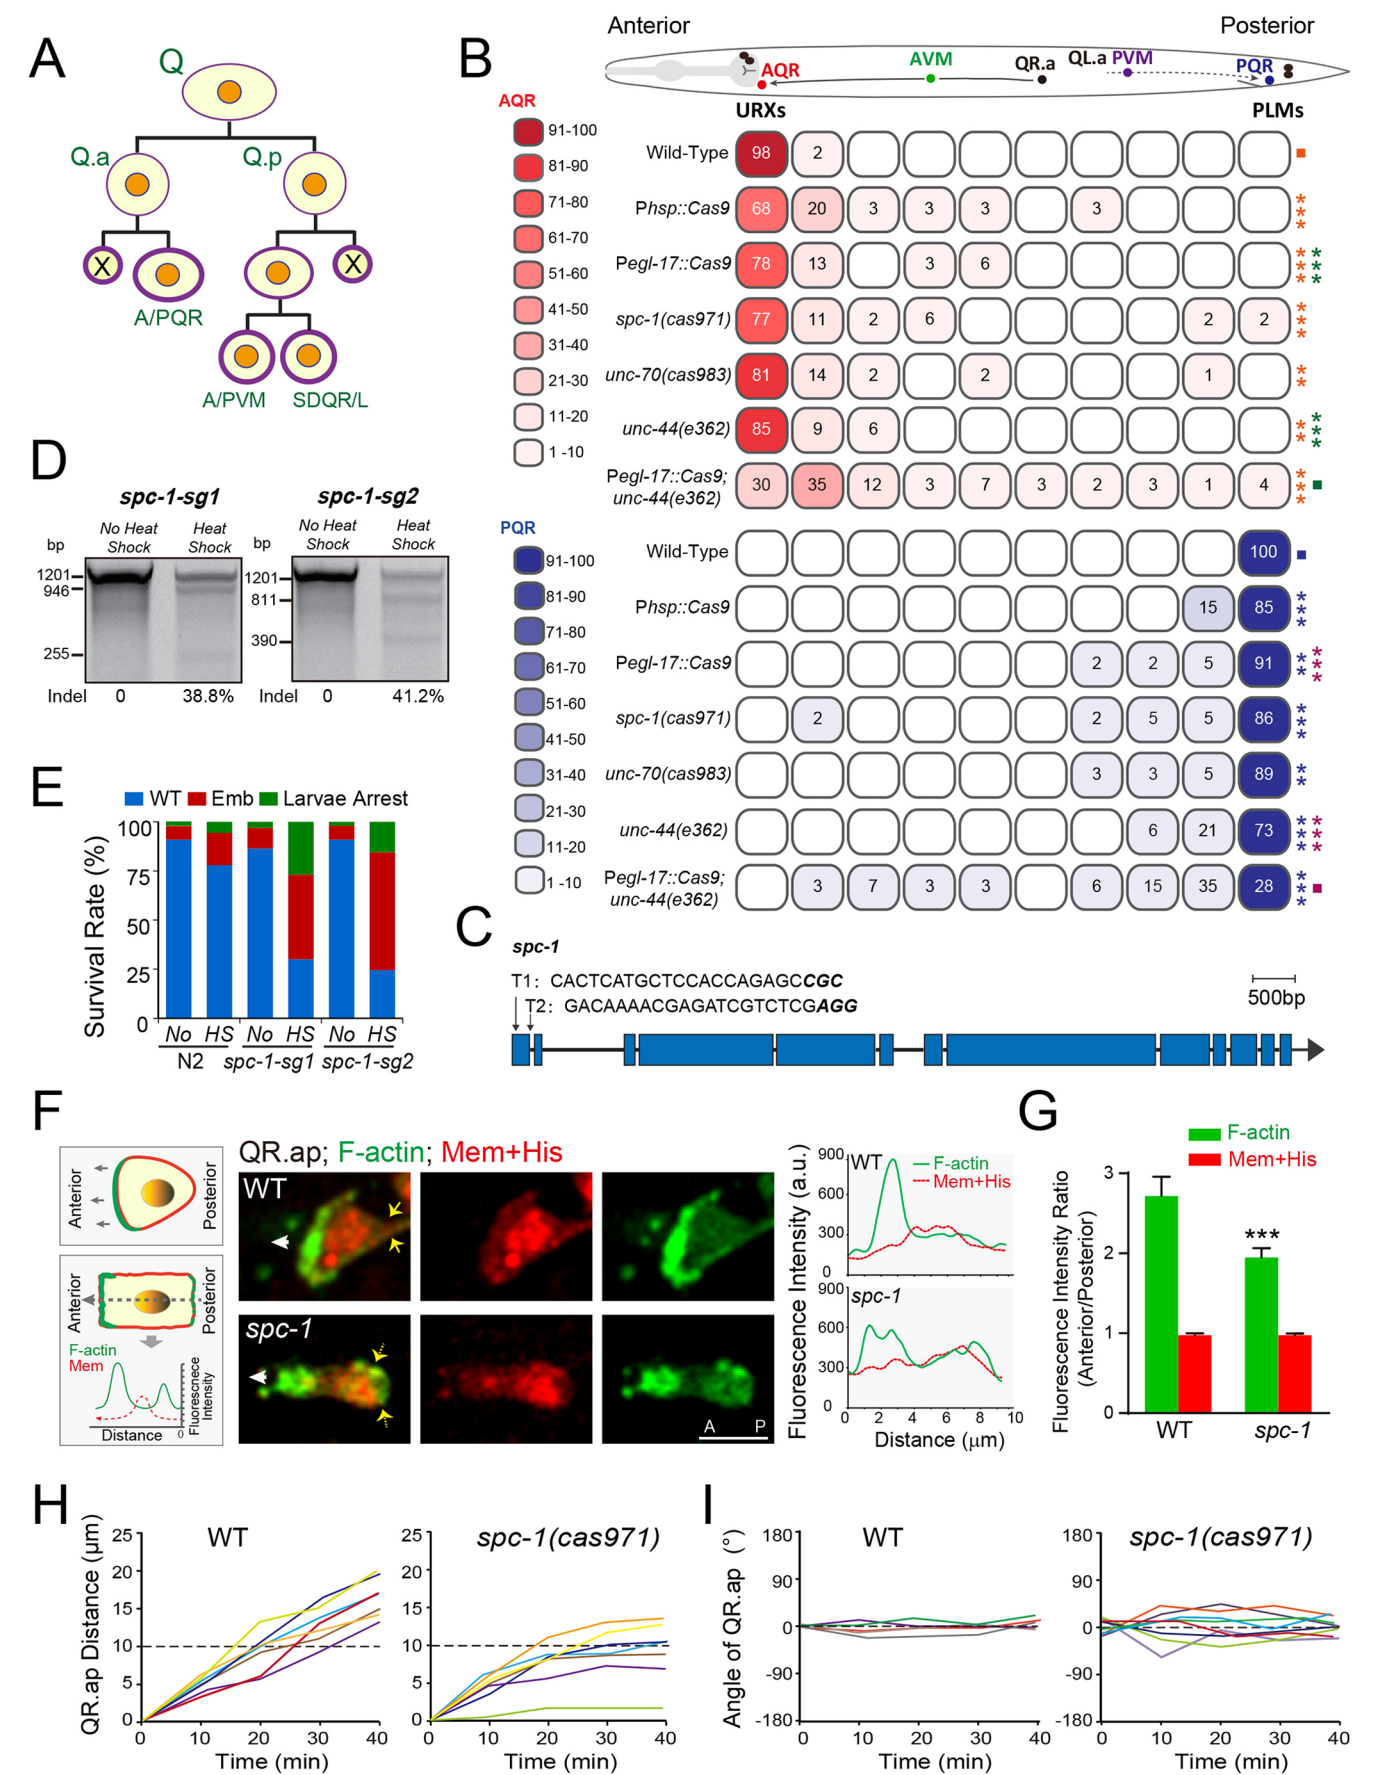 A
Q
Q.a
Q.p
X
X
A/PQR
A/PVM SDQR/L
B
Anterior
Posterior
AQR
AVM
QR.a
QL.a PVM
PQR
URXs
PLMs
AQR
91-100
81-90
71-80
61-70
51-60
41-50
31-40
21-30
11-20
1 -10
Wild-Type 98 2
Phsp::Cas9 68 20 3 3 3 3 ***
Pegl-17::Cas9 78 13 3 6 *** ***
spc-1(cas971) 77 11 2 6 2 2 ***
unc-70(cas983) 81 14 2 2 1 **
unc-44(e362) 85 9 6 ** ***
Pegl-17::Cas9;
unc-44(e362) 30 35 12 3 7 3 2 3 1 4 ***
PQR
91-100
81-90
71-80
61-70
51-60
41-50
31-40
21-30
11-20
1 -10
Wild-Type 100
Phsp::Cas9 15 85 ***
Pegl-17::Cas9 2 2 5 91 ** ***
spc-1(cas971) 2 2 5 5 86 ***
unc-70(cas983) 3 3 5 89 **
unc-44(e362) 6 21 73 *** ***
Pegl-17::Cas9;
unc-44(e362) 3 7 3 3 6 15 35 28 ***
C
spc-1
T1: CACTCATGCTCCACCAGAGCCGC
T2: GACAAAACGAGATCGTCTCGAGG
500bp
D
spc-1-sg1
No Heat Shock
Heat Shock
bp
1201
946
255
Indel 0 38.8%
spc-1-sg2
No Heat Shock
Heat Shock
bp
1201
811
390
Indel 0 41.2%
E
WT Emb Larvae Arrest
Survival Rate (%)
100
75
50
25
0
No HS No HS No HS
N2 spc-1-sg1 spc-1-sg2
F
Anterior
Posterior
Anterior
Posterior
F-actin
Mem
Fluorescnece
Intensity
Distance 0
QR.ap; F-actin; Mem+His
WT
spc-1
A P
Fluorescence Intensity (a.u.)
900
600
300
0
WT
F-actin
Mem+His
900
600
300
0
spc-1
0 2 4 6 8 10
Distance (μm)
G
F-actin
Mem+His
Fluorescence Intensity Ratio
(Anterior/Posterior)
3
2
1
0
***
WT spc-1
H
QR.ap Distance (μm)
WT
25
20
15
10
5
0
0 10 20 30 40
Time (min)
spc-1(cas971)
25
20
15
10
5
0
0 10 20 30 40
Time (min)
I
Angle of QR.ap (°)
WT
180
90
0
-90
-180
0 10 20 30 40
Time (min)
spc-1(cas971)
180
90
0
-90
-180
0 10 20 30 40
Time (min)